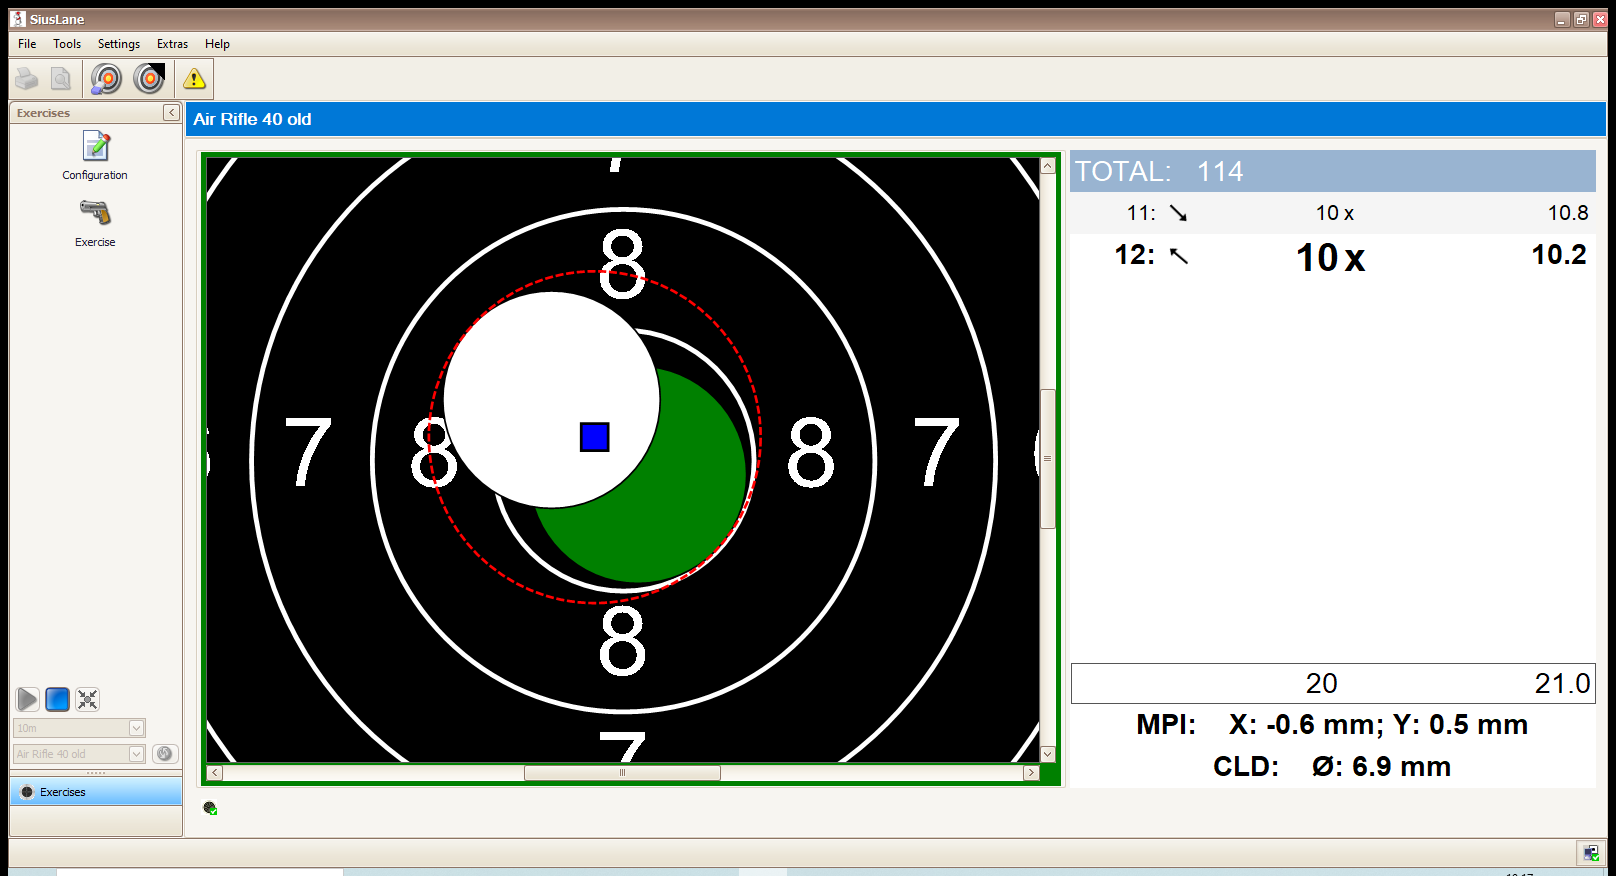 SiusLane
File Tools Settings Extras Help
Exercises
Configuration
Exercise
10m
Air Rifle 40 old
Exercises
Air Rifle 40 old
7
8
7 8 8 7
8
7
TOTAL: 114
11: 10 x 10.8
12: 10 x 10.2
20 21.0
MPI: X: -0.6 mm; Y: 0.5 mm
CLD: Ø: 6.9 mm